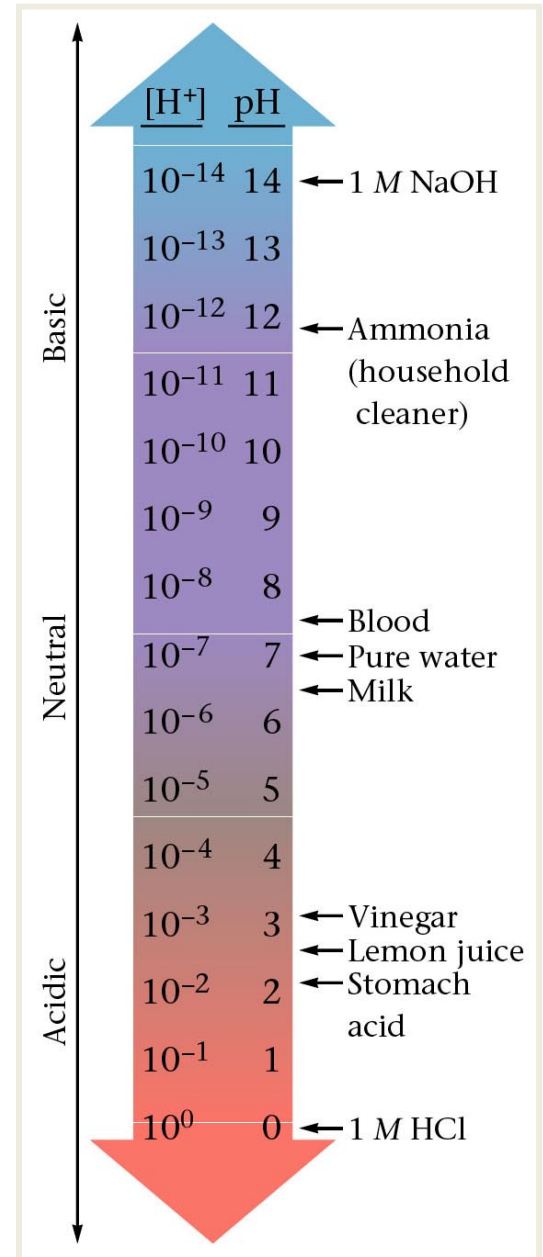 [H⁺] pH
10⁻¹⁴ 14
1 M NaOH
10⁻¹³ 13
10⁻¹² 12
Ammonia
(household
cleaner)
10⁻¹¹ 11
10⁻¹⁰ 10
10⁻⁹ 9
10⁻⁸ 8
Blood
10⁻⁷ 7
Pure water
Milk
10⁻⁶ 6
10⁻⁵ 5
10⁻⁴ 4
10⁻³ 3
Vinegar
Lemon juice
10⁻² 2
Stomach
acid
10⁻¹ 1
10⁰ 0
1 M HCl
Basic
Neutral
Acidic